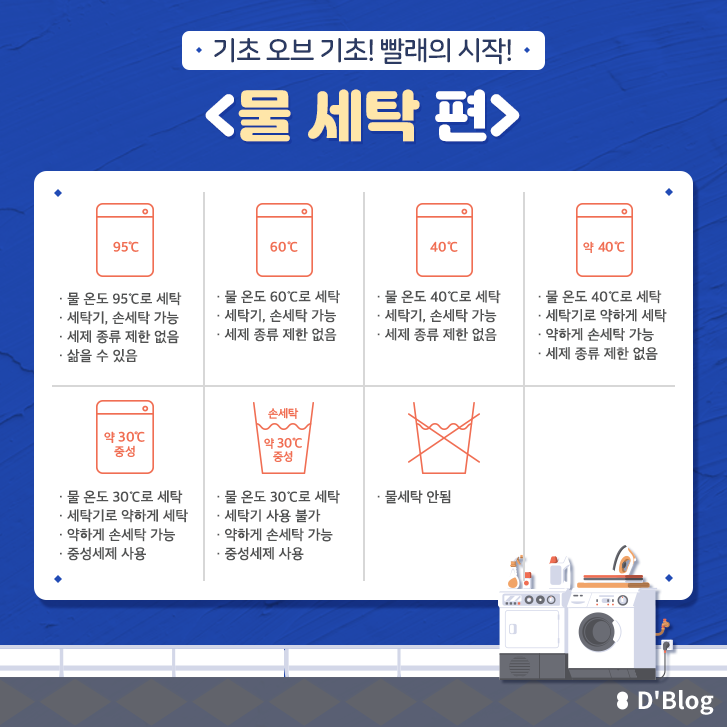 기초 오브 기초! 빨래의 시작!
<물 세탁 편>
95℃
· 물 온도 95℃로 세탁
· 세탁기, 손세탁 가능
· 세제 종류 제한 없음
· 삶을 수 있음
60℃
· 물 온도 60℃로 세탁
· 세탁기, 손세탁 가능
· 세제 종류 제한 없음
40℃
· 물 온도 40℃로 세탁
· 세탁기, 손세탁 가능
· 세제 종류 제한 없음
약 40℃
· 물 온도 40℃로 세탁
· 세탁기로 약하게 세탁
· 약하게 손세탁 가능
· 세제 종류 제한 없음
약 30℃
중성
· 물 온도 30℃로 세탁
· 세탁기로 약하게 세탁
· 약하게 손세탁 가능
· 중성세제 사용
손세탁
약 30℃
중성
· 물 온도 30℃로 세탁
· 세탁기 사용 불가
· 약하게 손세탁 가능
· 중성세제 사용
· 물세탁 안됨
D'Blog